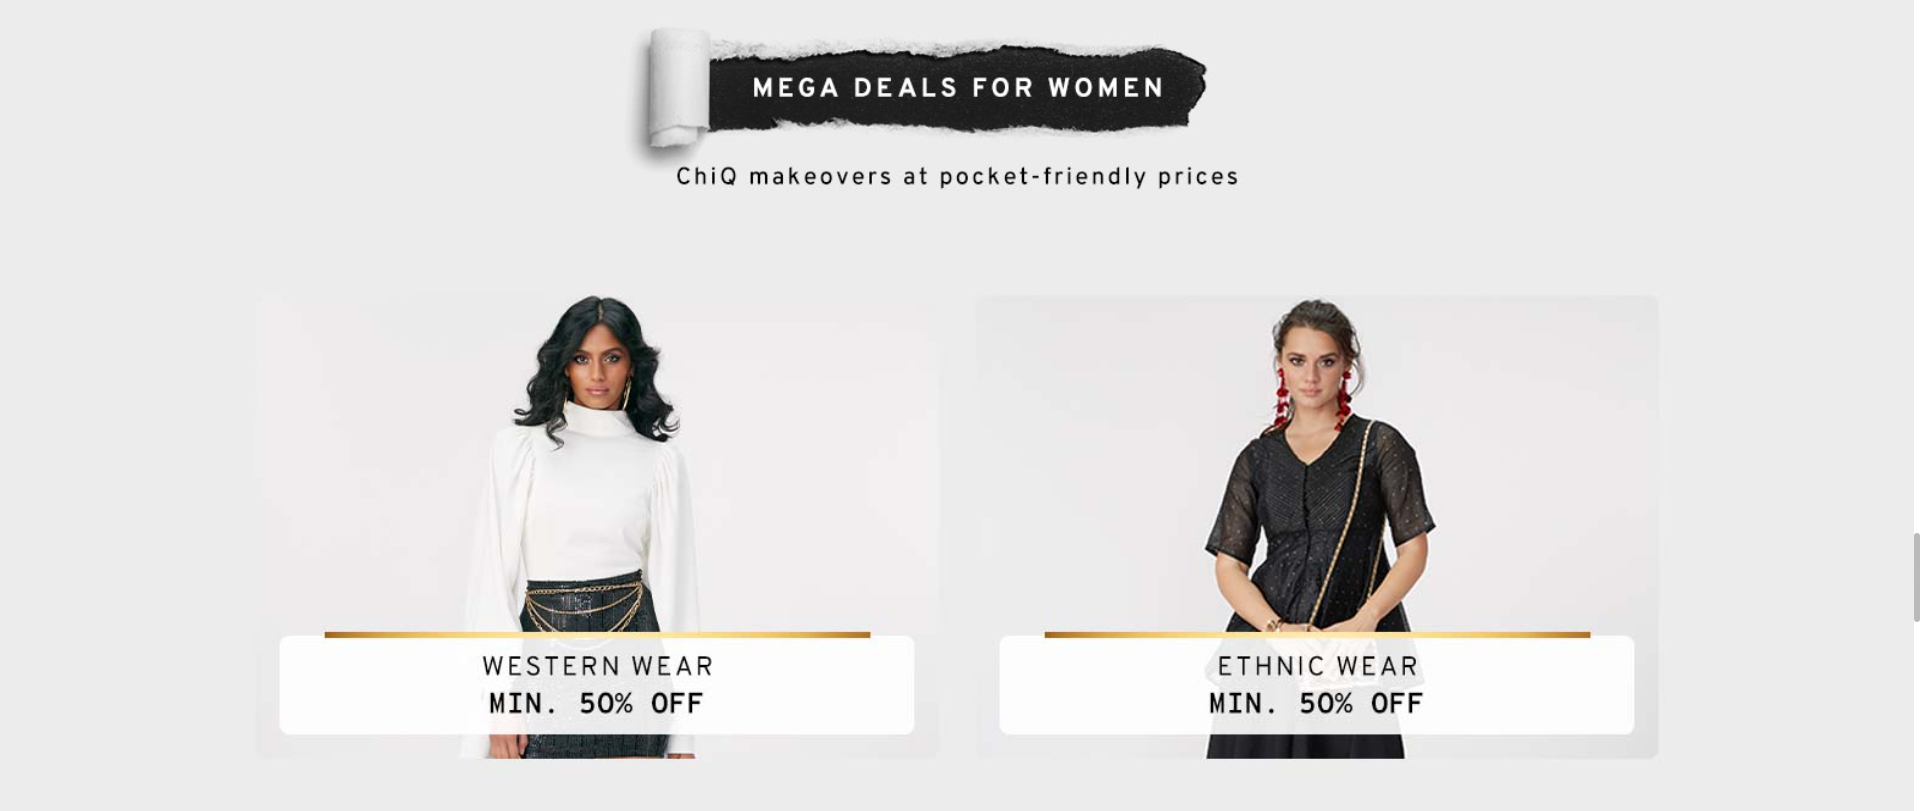 MEGA DEALS FOR WOMEN
ChiQ makeovers at pocket-friendly prices
WESTERN WEAR
MIN. 50% OFF
ETHNIC WEAR
MIN. 50% OFF